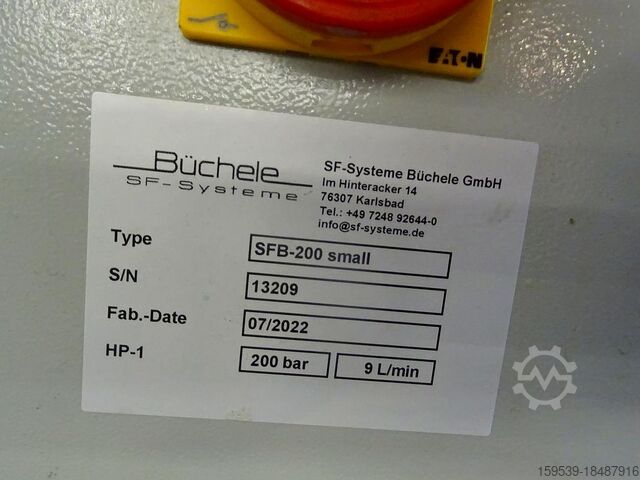 EATON
Büchele
SF-Systeme
SF-Systeme Büchele GmbH
Im Hinteracker 14
76307 Karlsbad
Tel.: +49 7248 92644-0
info@sf-systeme.de
Type SFB-200 small
S/N 13209
Fab.-Date 07/2022
HP-1 200 bar 9 L/min
159539-18487916